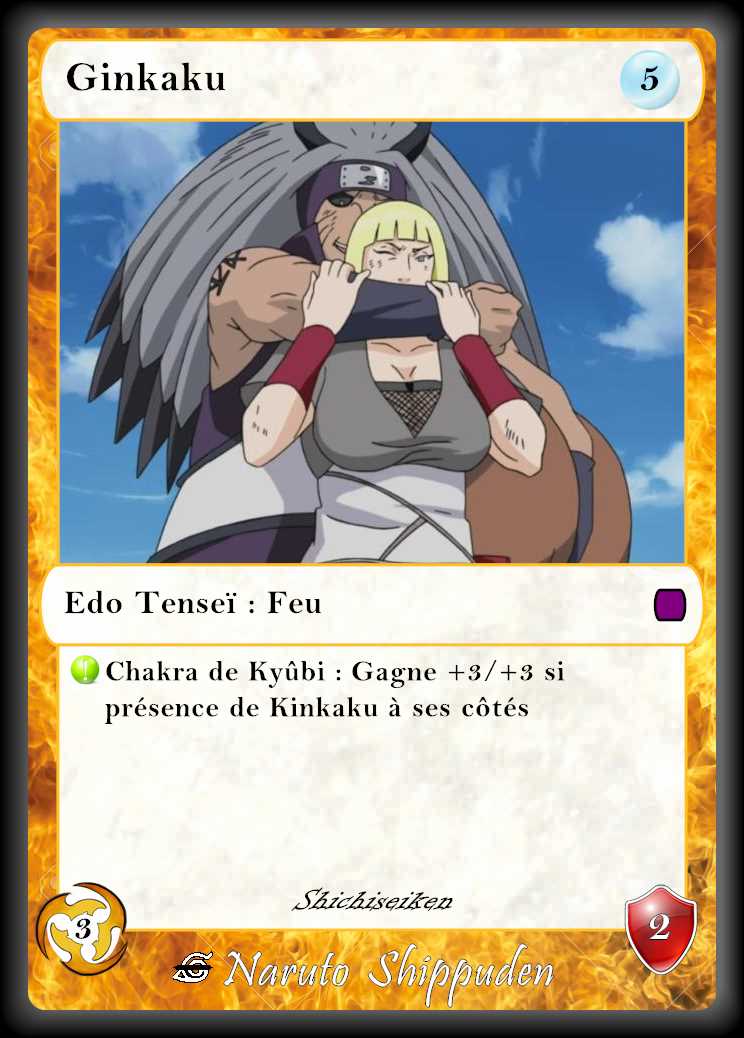 Ginkaku
5
Edo Tenseï : Feu
Chakra de Kyûbi : Gagne +3/+3 si
présence de Kinkaku à ses côtés
Shichiseiken
3
2
Naruto Shippuden